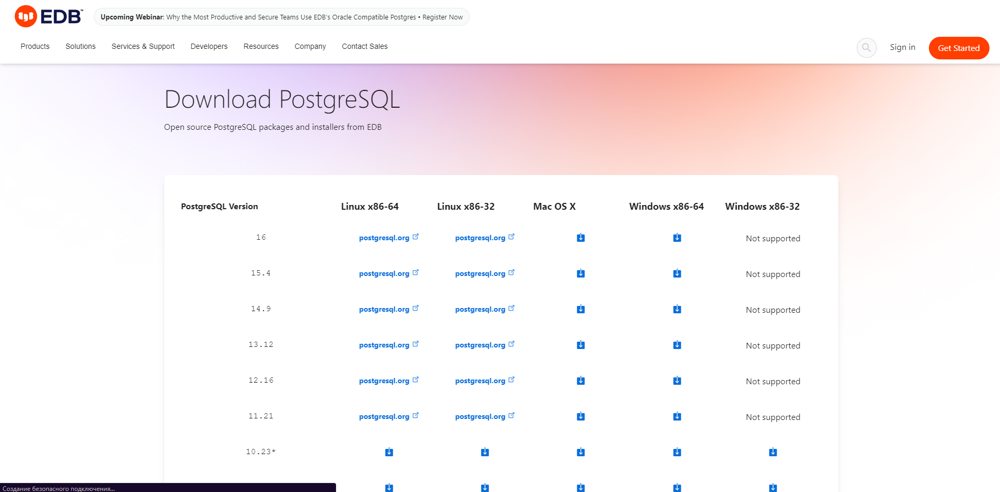 EDB™
Upcoming Webinar: Why the Most Productive and Secure Teams Use EDB's Oracle Compatible Postgres • Register Now
Products Solutions Services & Support Developers Resources Company Contact Sales Sign in Get Started
Download PostgreSQL
Open source PostgreSQL packages and installers from EDB
PostgreSQL Version Linux x86-64 Linux x86-32 Mac OS X Windows x86-64 Windows x86-32
16 postgresql.org postgresql.org Not supported
15.4 postgresql.org postgresql.org Not supported
14.9 postgresql.org postgresql.org Not supported
13.12 postgresql.org postgresql.org Not supported
12.16 postgresql.org postgresql.org Not supported
11.21 postgresql.org postgresql.org Not supported
10.23*
Создание безопасного подключения...